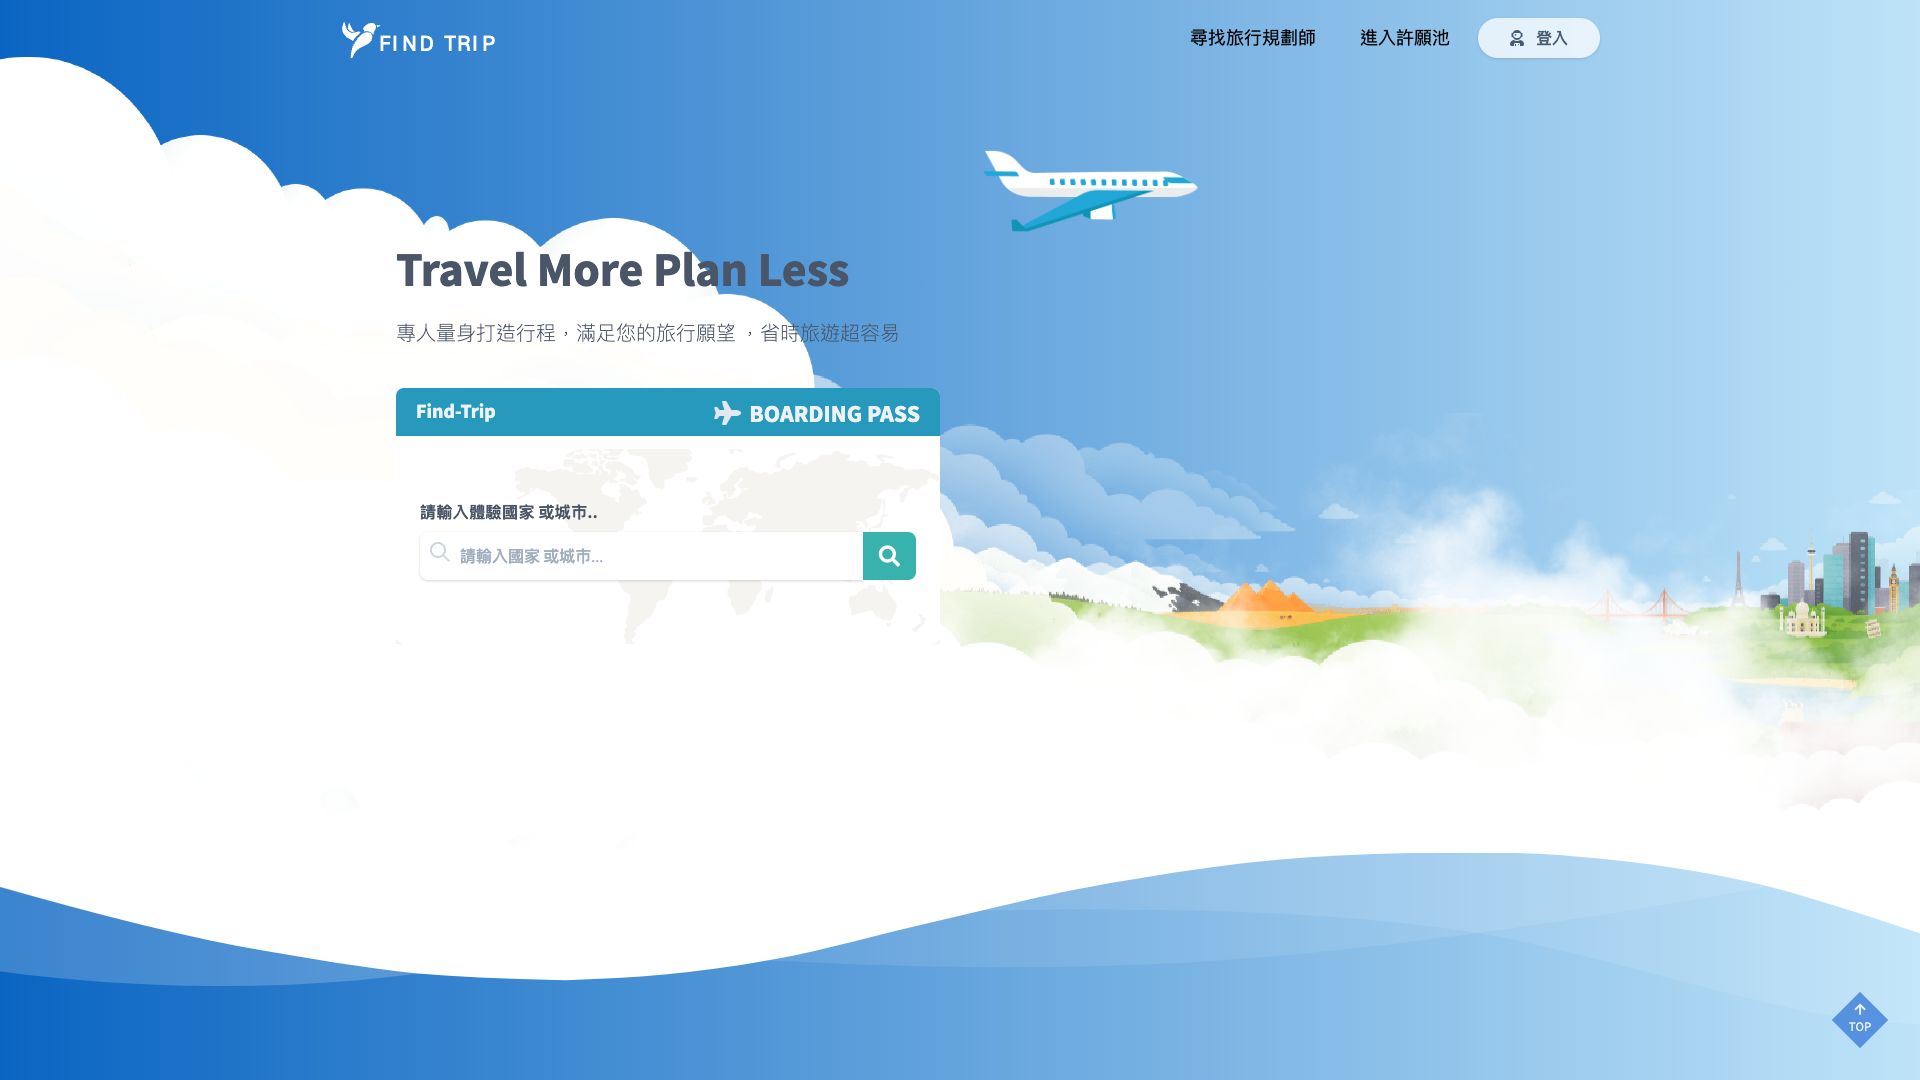 FIND TRIP
尋找旅行規劃師
進入許願池
登入
Travel More Plan Less
專人量身打造行程，滿足您的旅行願望 ，省時旅遊超容易
Find-Trip
BOARDING PASS
請輸入體驗國家 或城市..
請輸入國家 或城市...
TOP